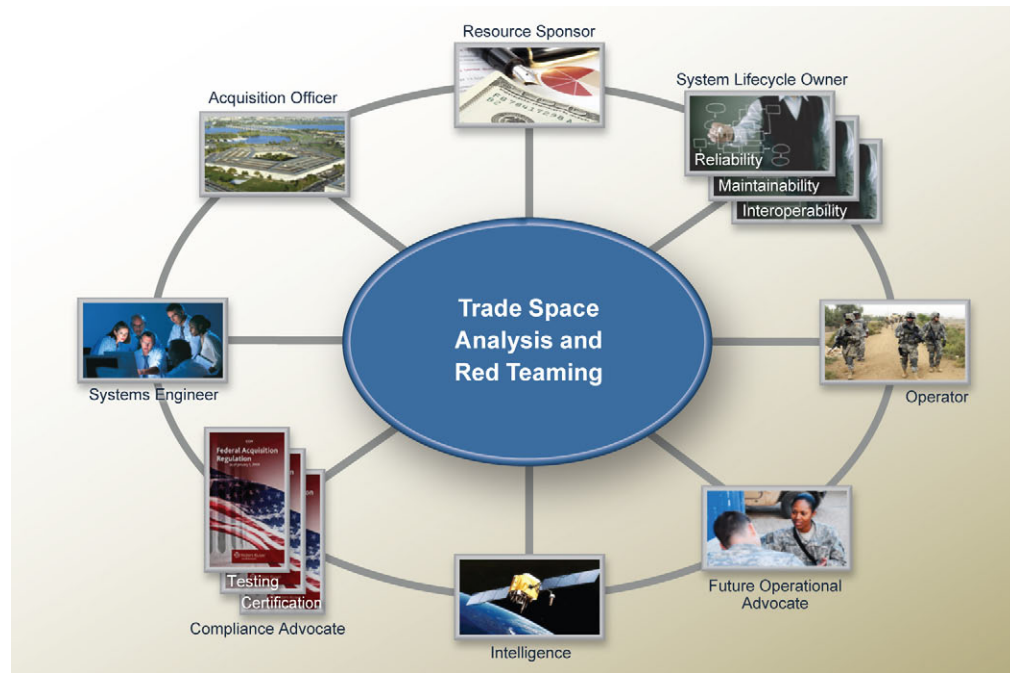 Resource Sponsor
System Lifecycle Owner
Acquisition Officer
Reliability
Maintainability
Interoperability
Trade Space
Analysis and
Red Teaming
Systems Engineer
Operator
Federal Acquisition
Regulation
Testing
Certification
Compliance Advocate
Future Operational
Advocate
Intelligence